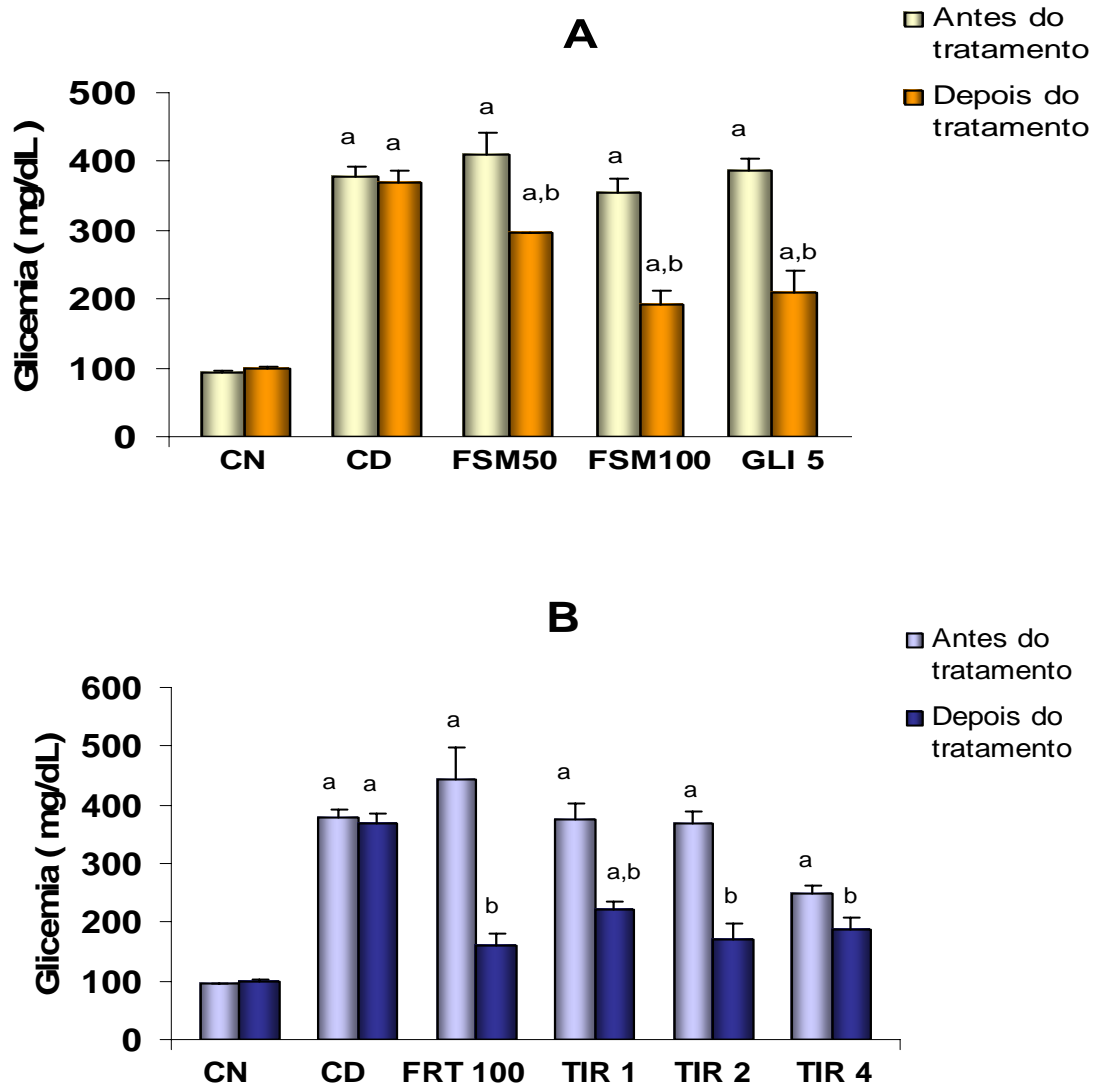 A
Antes do
tratamento
Depois do
tratamento
Glicemia ( mg/dL)
500
400
300
200
100
0
a
a
a
a,b
a
a,b
a
a,b
CN
CD
FSM50
FSM100
GLI 5
B
Antes do
tratamento
Depois do
tratamento
Glicemia ( mg/dL)
600
500
400
300
200
100
0
a
a
a
b
a
a,b
a
b
a
b
CN
CD
FRT 100
TIR 1
TIR 2
TIR 4